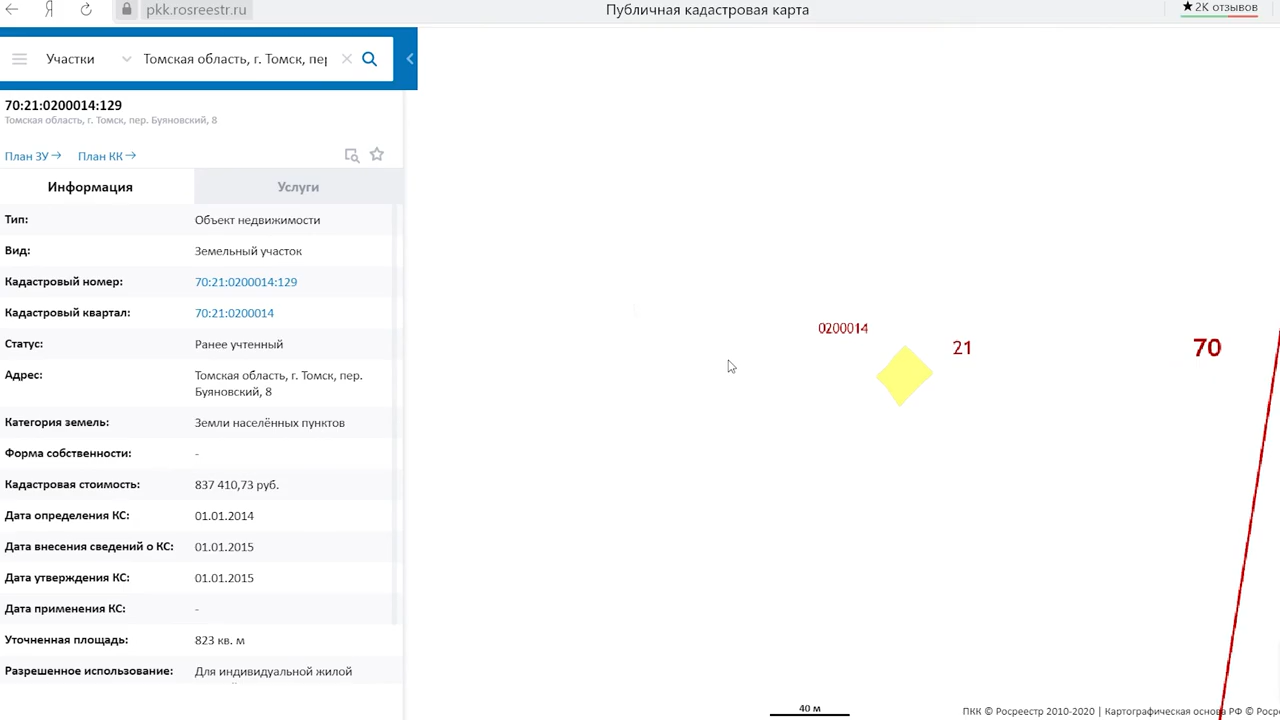 pkk.rosreestr.ru
Публичная кадастровая карта
★2K отзывов
Участки
Томская область, г. Томск, пер
70:21:0200014:129
Томская область, г. Томск, пер. Буяновский, 8
План ЗУ→
План КК→
Информация
Услуги
Тип: Объект недвижимости
Вид: Земельный участок
Кадастровый номер: 70:21:0200014:129
Кадастровый квартал: 70:21:0200014
Статус: Ранее учтенный
Адрес: Томская область, г. Томск, пер.
Буяновский, 8
Категория земель: Земли населённых пунктов
Форма собственности: -
Кадастровая стоимость: 837 410,73 руб.
Дата определения КС: 01.01.2014
Дата внесения сведений о КС: 01.01.2015
Дата утверждения КС: 01.01.2015
Дата применения КС: -
Уточненная площадь: 823 кв. м
Разрешенное использование: Для индивидуальной жилой
0200014
21
70
40 м
ПКК © Росреестр 2010-2020 | Картографическая основа РФ © Росре